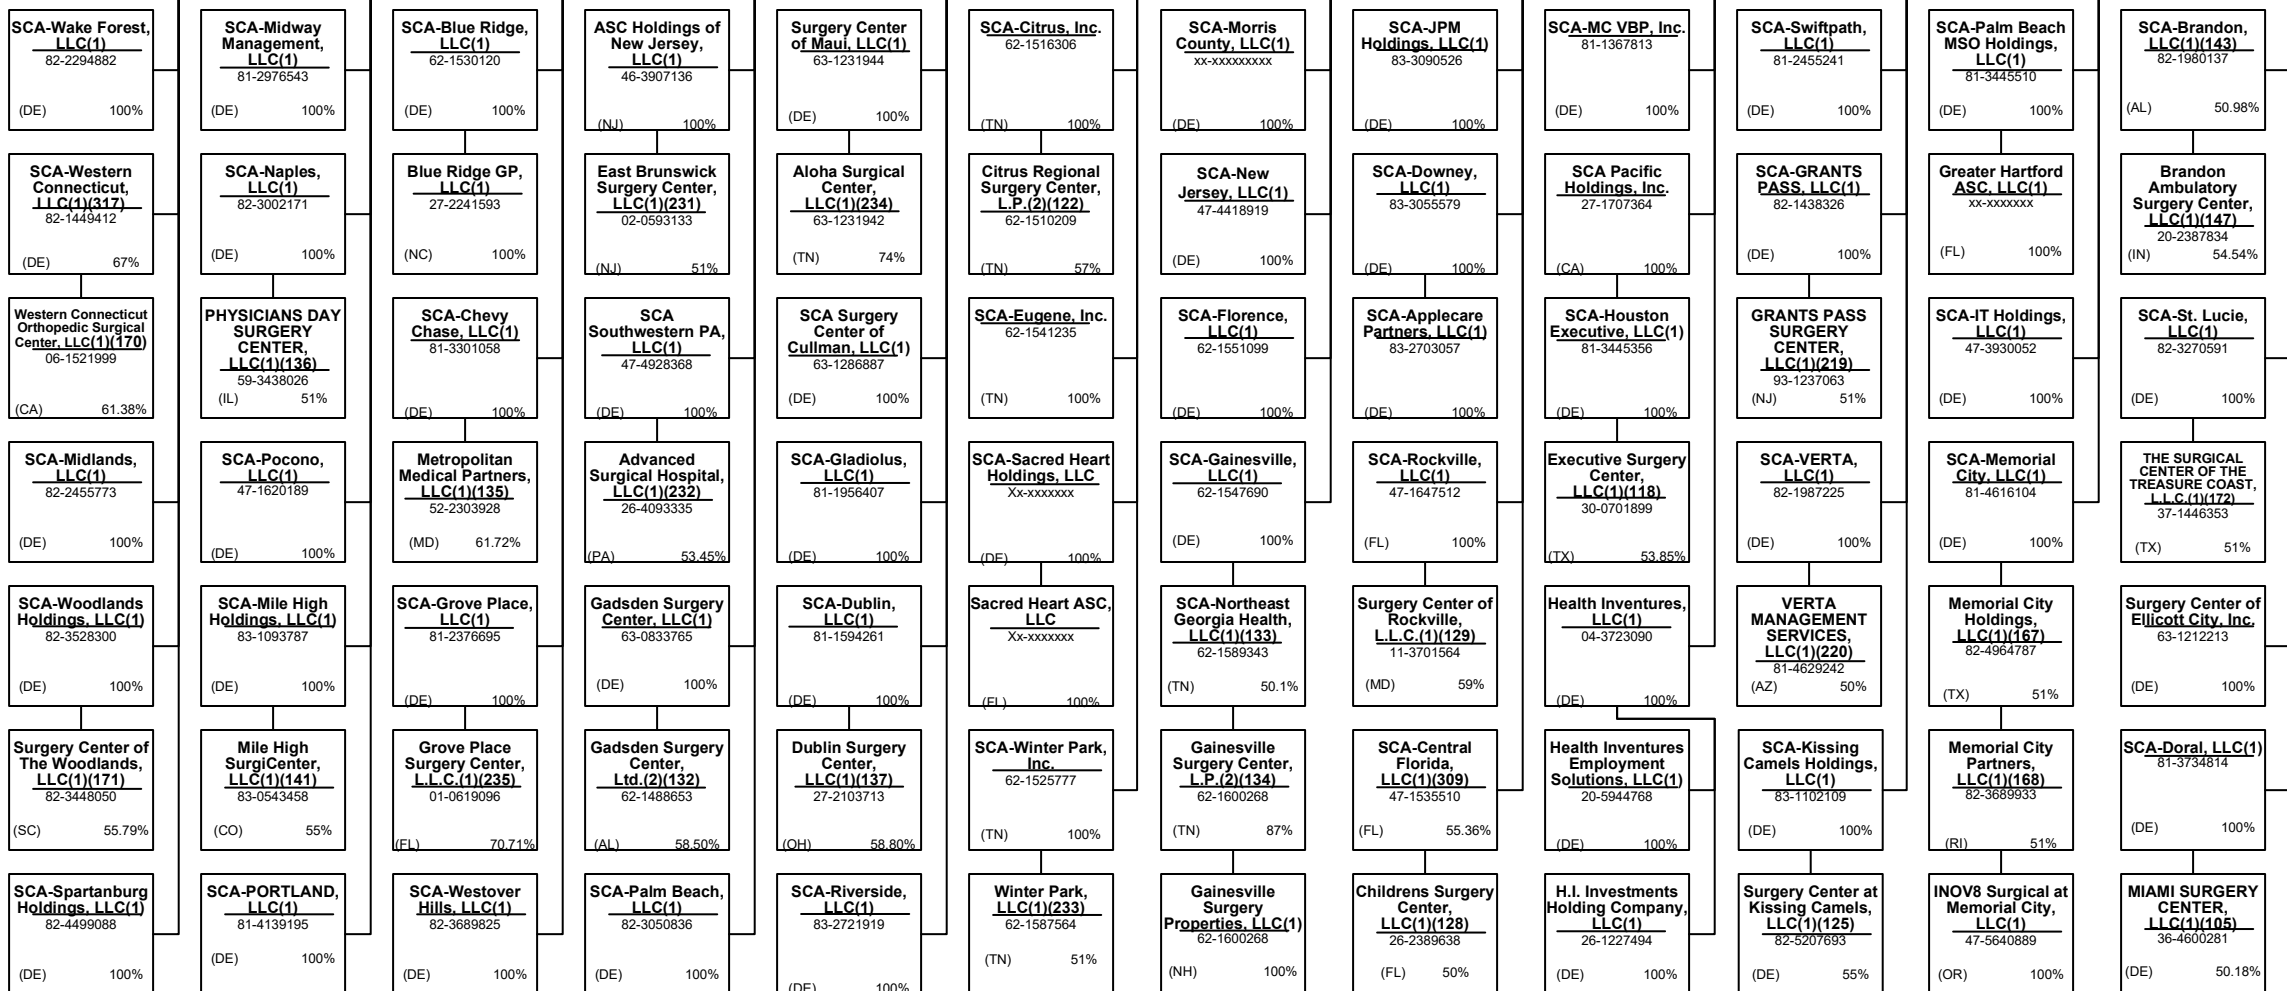 SCA-Wake Forest,
LLC(1)
82-2294882
(DE) 100%
SCA-Western
Connecticut,
LLC(1)(317)
82-1449412
(DE) 67%
Western Connecticut
Orthopedic Surgical
Center, LLC(1)(170)
06-1521999
(CA) 61.38%
SCA-Midlands,
LLC(1)
82-2455773
(DE) 100%
SCA-Woodlands
Holdings, LLC(1)
82-3528300
(DE) 100%
Surgery Center of
The Woodlands,
LLC(1)(171)
82-3448050
(SC) 55.79%
SCA-Spartanburg
Holdings, LLC(1)
82-4499088
(DE) 100%
SCA-Midway
Management,
LLC(1)
81-2976543
(DE) 100%
SCA-Naples,
LLC(1)
82-3002171
(DE) 100%
PHYSICIANS DAY
SURGERY
CENTER,
LLC(1)(136)
59-3438026
(IL) 51%
SCA-Pocono,
LLC(1)
47-1620189
(DE) 100%
SCA-Mile High
Holdings, LLC(1)
83-1093787
(DE) 100%
Mile High
SurgiCenter,
LLC(1)(141)
83-0543458
(CO) 55%
SCA-PORTLAND,
LLC(1)
81-4139195
(DE) 100%
SCA-Blue Ridge,
LLC(1)
62-1530120
(DE) 100%
Blue Ridge GP,
LLC(1)
27-2241593
(NC) 100%
SCA-Chevy
Chase, LLC(1)
81-3301058
(DE) 100%
Metropolitan
Medical Partners,
LLC(1)(135)
52-2303928
(MD) 61.72%
SCA-Grove Place,
LLC(1)
81-2376695
(DE) 100%
Grove Place
Surgery Center,
L.L.C.(1)(235)
01-0619096
(FL) 70.71%
SCA-Westover
Hills, LLC(1)
82-3689825
(DE) 100%
ASC Holdings of
New Jersey,
LLC(1)
46-3907136
(NJ) 100%
East Brunswick
Surgery Center,
LLC(1)(231)
02-0593133
(NJ) 51%
SCA
Southwestern PA,
LLC(1)
47-4928368
(DE) 100%
Advanced
Surgical Hospital,
LLC(1)(232)
26-4093335
(PA) 53.45%
Gadsden Surgery
Center, LLC(1)
63-0833765
(DE) 100%
Gadsden Surgery
Center,
Ltd.(2)(132)
62-1488653
(AL) 58.50%
SCA-Palm Beach,
LLC(1)
82-3050836
(DE) 100%
Surgery Center
of Maui, LLC(1)
63-1231944
(DE) 100%
Aloha Surgical
Center,
LLC(1)(234)
63-1231942
(TN) 74%
SCA Surgery
Center of
Cullman, LLC(1)
63-1286887
(DE) 100%
SCA-Gladiolus,
LLC(1)
81-1956407
(DE) 100%
SCA-Dublin,
LLC(1)
81-1594261
(DE) 100%
Dublin Surgery
Center,
LLC(1)(137)
27-2103713
(OH) 58.80%
SCA-Riverside,
LLC(1)
83-2721919
(DE) 100%
SCA-Citrus, Inc.
62-1516306
(TN) 100%
Citrus Regional
Surgery Center,
L.P.(2)(122)
62-1510209
(TN) 57%
SCA-Eugene, Inc.
62-1541235
(TN) 100%
SCA-Sacred Heart
Holdings, LLC
Xx-xxxxxxx
(DE) 100%
Sacred Heart ASC,
LLC
Xx-xxxxxxx
(FL) 100%
SCA-Winter Park,
Inc.
62-1525777
(TN) 100%
Winter Park,
LLC(1)(233)
62-1587564
(TN) 51%
SCA-Morris
County, LLC(1)
xx-xxxxxxxxx
(DE) 100%
SCA-New
Jersey, LLC(1)
47-4418919
(DE) 100%
SCA-Florence,
LLC(1)
62-1551099
(DE) 100%
SCA-Gainesville,
LLC(1)
62-1547690
(DE) 100%
SCA-Northeast
Georgia Health,
LLC(1)(133)
62-1589343
(TN) 50.1%
Gainesville
Surgery Center,
L.P.(2)(134)
62-1600268
(TN) 87%
Gainesville
Surgery
Properties, LLC(1)
62-1600268
(NH) 100%
SCA-JPM
Holdings, LLC(1)
83-3090526
(DE) 100%
SCA-Downey,
LLC(1)
83-3055579
(DE) 100%
SCA-Applecare
Partners, LLC(1)
83-2703057
(DE) 100%
SCA-Rockville,
LLC(1)
47-1647512
(FL) 100%
Surgery Center of
Rockville,
L.L.C.(1)(129)
11-3701564
(MD) 59%
SCA-Central
Florida,
LLC(1)(309)
47-1535510
(FL) 55.36%
Childrens Surgery
Center,
LLC(1)(128)
26-2389638
(FL) 50%
SCA-MC VBP, Inc.
81-1367813
(DE) 100%
SCA Pacific
Holdings, Inc.
27-1707364
(CA) 100%
SCA-Houston
Executive, LLC(1)
81-3445356
(DE) 100%
Executive Surgery
Center,
LLC(1)(118)
30-0701899
(TX) 53.85%
Health Inventures,
LLC(1)
04-3723090
(DE) 100%
Health Inventures
Employment
Solutions, LLC(1)
20-5944768
(DE) 100%
H.I. Investments
Holding Company,
LLC(1)
26-1227494
(DE) 100%
SCA-Swiftpath,
LLC(1)
81-2455241
(DE) 100%
SCA-GRANTS
PASS, LLC(1)
82-1438326
(DE) 100%
GRANTS PASS
SURGERY
CENTER,
LLC(1)(219)
93-1237063
(NJ) 51%
SCA-VERTA,
LLC(1)
82-1987225
(DE) 100%
VERTA
MANAGEMENT
SERVICES,
LLC(1)(220)
81-4629242
(AZ) 50%
SCA-Kissing
Camels Holdings,
LLC(1)
83-1102109
(DE) 100%
Surgery Center at
Kissing Camels,
LLC(1)(125)
82-5207693
(DE) 55%
SCA-Palm Beach
MSO Holdings,
LLC(1)
81-3445510
(DE) 100%
Greater Hartford
ASC, LLC(1)
xx-xxxxxxx
(FL) 100%
SCA-IT Holdings,
LLC(1)
47-3930052
(DE) 100%
SCA-Memorial
City, LLC(1)
81-4616104
(DE) 100%
Memorial City
Holdings,
LLC(1)(167)
82-4964787
(TX) 51%
Memorial City
Partners,
LLC(1)(168)
82-3689933
(RI) 51%
INOV8 Surgical at
Memorial City,
LLC(1)
47-5640889
(OR) 100%
SCA-Brandon,
LLC(1)(143)
82-1980137
(AL) 50.98%
Brandon
Ambulatory
Surgery Center,
LLC(1)(147)
20-2387834
(IN) 54.54%
SCA-St. Lucie,
LLC(1)
82-3270591
(DE) 100%
THE SURGICAL
CENTER OF THE
TREASURE COAST,
L.L.C.(1)(172)
37-1446353
(TX) 51%
Surgery Center of
Ellicott City, Inc.
63-1212213
(DE) 100%
SCA-Doral, LLC(1)
81-3734814
(DE) 100%
MIAMI SURGERY
CENTER,
LLC(1)(105)
36-4600281
(DE) 50.18%